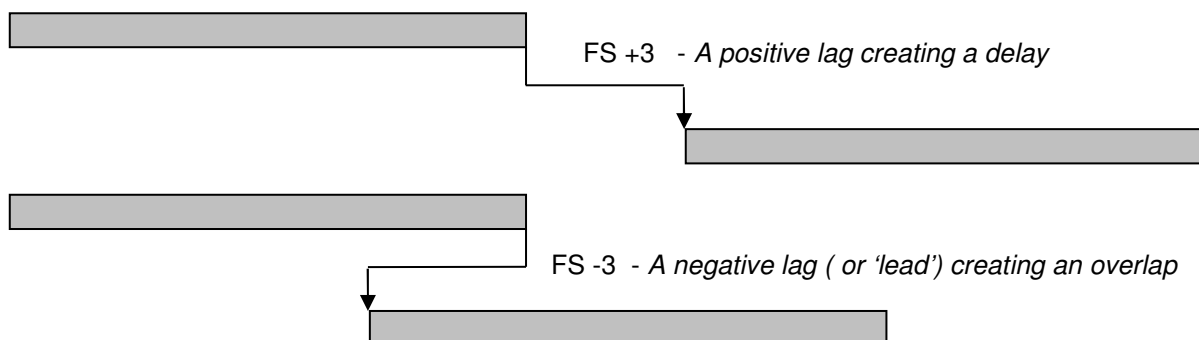 FS +3 - A positive lag creating a delay
FS -3 - A negative lag ( or ‘lead’) creating an overlap